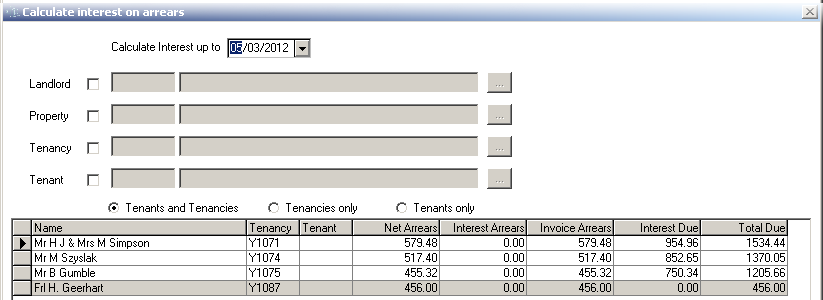 Calculate interest on arrears
Calculate Interest up to 05/03/2012
Landlord ...
Property ...
Tenancy ...
Tenant ...
Tenants and Tenancies Tenancies only Tenants only
Name Tenancy Tenant Net Arrears Interest Arrears Invoice Arrears Interest Due Total Due
Mr H J & Mrs M Simpson Y1071 579.48 0.00 579.48 954.96 1534.44
Mr M Szyslak Y1074 517.40 0.00 517.40 852.65 1370.05
Mr B Gumble Y1075 455.32 0.00 455.32 750.34 1205.66
Frl H. Geerhart Y1087 456.00 0.00 456.00 0.00 456.00